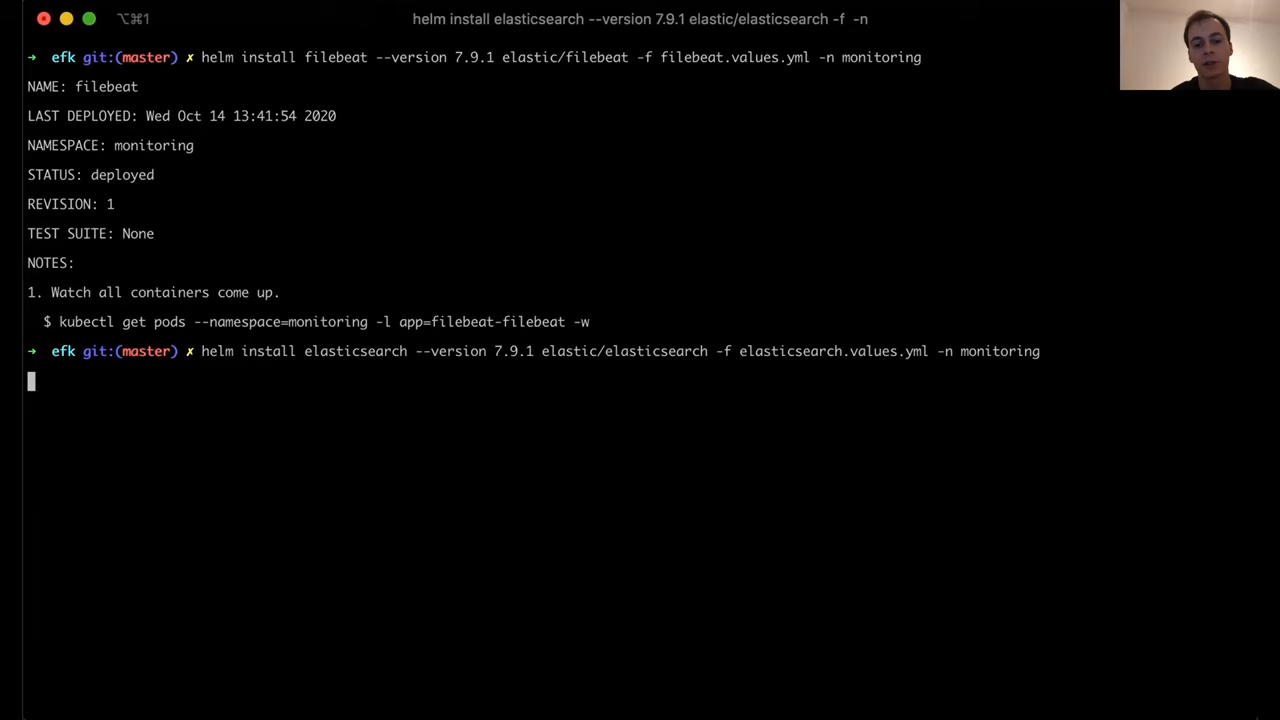 ⌥⌘1 helm install elasticsearch --version 7.9.1 elastic/elasticsearch -f -n
➜ efk git:(master) ✗ helm install filebeat --version 7.9.1 elastic/filebeat -f filebeat.values.yml -n monitoring
NAME: filebeat
LAST DEPLOYED: Wed Oct 14 13:41:54 2020
NAMESPACE: monitoring
STATUS: deployed
REVISION: 1
TEST SUITE: None
NOTES:
1. Watch all containers come up.
$ kubectl get pods --namespace=monitoring -l app=filebeat-filebeat -w
➜ efk git:(master) ✗ helm install elasticsearch --version 7.9.1 elastic/elasticsearch -f elasticsearch.values.yml -n monitoring